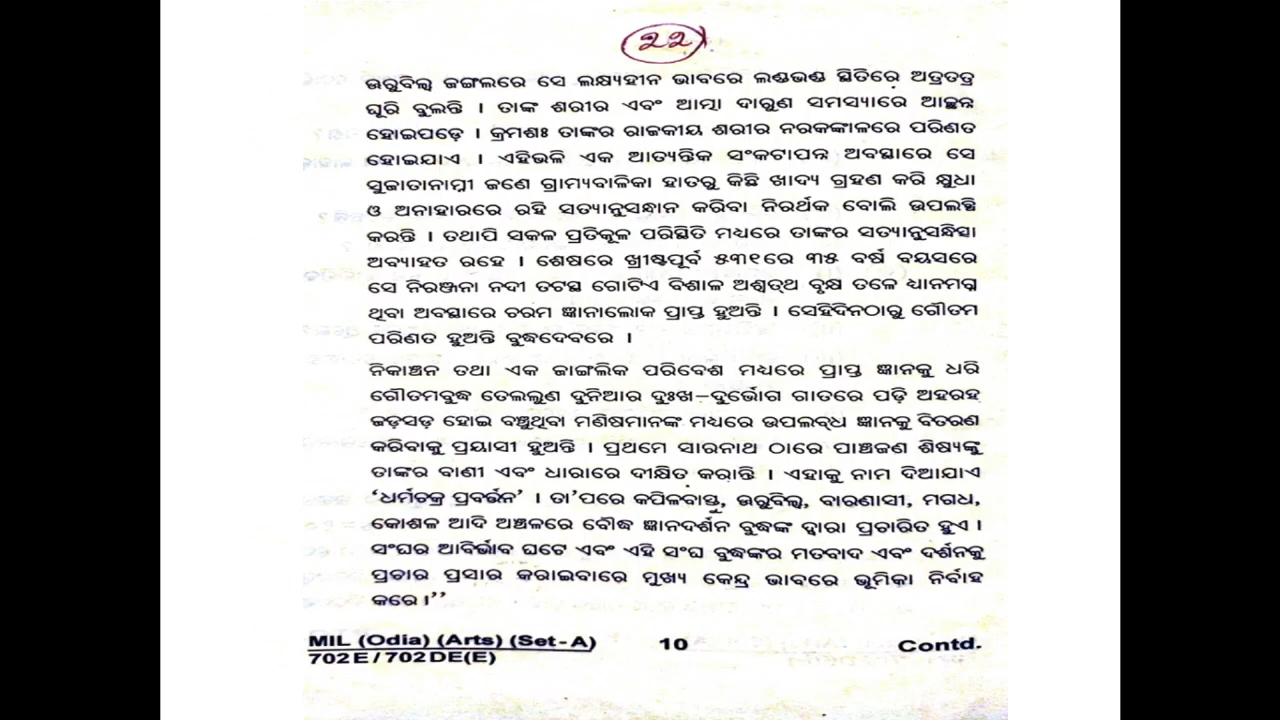 ୨୨
ଉରୁବିଲ୍ୱ ଜଙ୍ଗଲରେ ସେ ଲକ୍ଷ୍ୟହୀନ ଭାବରେ ଲଣ୍ଡଭଣ୍ଡ ସ୍ଥିତିରେ ଅତ୍ରତତ୍ର
ଘୂରି ବୁଲନ୍ତି । ତାଙ୍କ ଶରୀର ଏବଂ ଆତ୍ମା ଦାରୁଣ ସମସ୍ୟାରେ ଆଚ୍ଛନ୍ନ
ହୋଇପଡ଼େ । କ୍ରମଶଃ ତାଙ୍କର ରାଜକୀୟ ଶରୀର ନରକଙ୍କାଳରେ ପରିଣତ
ହୋଇଯାଏ । ଏହିଭଳି ଏକ ଆତ୍ୟନ୍ତିକ ସଂକଟାପନ୍ନ ଅବସ୍ଥାରେ ସେ
ସୁଜାତାନାମ୍ନୀ ଜଣେ ଗ୍ରାମ୍ୟବାଳିକା ହାତରୁ କିଛି ଖାଦ୍ୟ ଗ୍ରହଣ କରି କ୍ଷୁଧା
ଓ ଅନାହାରରେ ରହି ସତ୍ୟାନୁସନ୍ଧାନ କରିବା ନିରର୍ଥକ ବୋଲି ଉପଲବ୍ଧି
କରନ୍ତି । ତଥାପି ସକଳ ପ୍ରତିକୂଳ ପରିସ୍ଥିତି ମଧ୍ୟରେ ତାଙ୍କର ସତ୍ୟାନୁସନ୍ଧିତ୍ସା
ଅବ୍ୟାହତ ରହେ । ଶେଷରେ ଖ୍ରୀଷ୍ଟପୂର୍ବ ୫୩୧ରେ ୩୫ ବର୍ଷ ବୟସରେ
ସେ ନିରଞ୍ଜନା ନଦୀ ତଟସ୍ଥ ଗୋଟିଏ ବିଶାଳ ଅଶ୍ୱତ୍‌ଥ ବୃକ୍ଷ ତଳେ ଧ୍ୟାନମଗ୍ନ
ଥିବା ଅବସ୍ଥାରେ ଚରମ ଜ୍ଞାନାଲୋକ ପ୍ରାପ୍ତ ହୁଅନ୍ତି । ସେହିଦିନଠାରୁ ଗୌତମ
ପରିଣତ ହୁଅନ୍ତି ବୁଦ୍ଧଦେବରେ ।
ନିକାଞ୍ଚନ ତଥା ଏକ ଜାଙ୍ଗଲିକ ପରିବେଶ ମଧ୍ୟରେ ପ୍ରାପ୍ତ ଜ୍ଞାନକୁ ଧରି
ଗୌତମବୁଦ୍ଧ ତେଲଲୁଣ ଦୁନିଆର ଦୁଃଖ–ଦୁର୍ଭୋଗ ଗାତରେ ପଡ଼ି ଅହରହ
ଜଡ଼ସଡ଼ ହୋଇ ବଞ୍ଚୁଥିବା ମଣିଷମାନଙ୍କ ମଧ୍ୟରେ ଉପଲବ୍‌ଧ ଜ୍ଞାନକୁ ବିତରଣ
କରିବାକୁ ପ୍ରୟାସୀ ହୁଅନ୍ତି । ପ୍ରଥମେ ସାରନାଥ ଠାରେ ପାଞ୍ଚଜଣ ଶିଷ୍ୟଙ୍କୁ
ତାଙ୍କର ବାଣୀ ଏବଂ ଧାରାରେ ଦୀକ୍ଷିତ କରାନ୍ତି । ଏହାକୁ ନାମ ଦିଆଯାଏ
‘ଧର୍ମଚକ୍ର ପ୍ରବର୍ତ୍ତନ’ । ତା’ପରେ କପିଳବାସ୍ତୁ, ଉରୁବିଲ୍ୱ, ବାରଣାସୀ, ମଗଧ,
କୋଶଳ ଆଦି ଅଞ୍ଚଳରେ ବୌଦ୍ଧ ଜ୍ଞାନଦର୍ଶନ ବୁଦ୍ଧଙ୍କ ଦ୍ୱାରା ପ୍ରଚାରିତ ହୁଏ ।
ସଂଘର ଆବିର୍ଭାବ ଘଟେ ଏବଂ ଏହି ସଂଘ ବୁଦ୍ଧଙ୍କର ମତବାଦ ଏବଂ ଦର୍ଶନକୁ
ପ୍ରଚାର ପ୍ରସାର କରାଇବାରେ ମୁଖ୍ୟ କେନ୍ଦ୍ର ଭାବରେ ଭୂମିକା ନିର୍ବାହ
କରେ ।’’
MIL (Odia) (Arts) (Set-A) 10 Contd.
702 E / 702 DE(E)